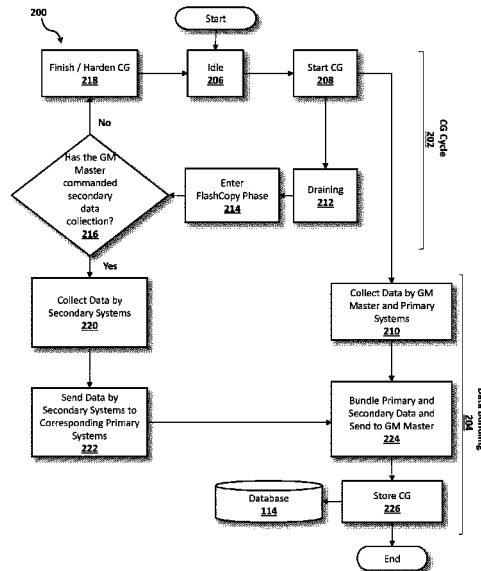 200
Start
Finish / Harden CG
218
Idle
206
Start CG
208
CG Cycle
202
No
Has the GM
Master
commanded
secondary
data
collection?
216
Enter
FlashCopy Phase
214
Draining
212
Yes
Collect Data by
Secondary Systems
220
Collect Data by GM
Master and Primary
Systems
210
Send Data by
Secondary Systems to
Corresponding Primary
Systems
222
Bundle Primary and
Secondary Data and
Send to GM Master
224
Data Bundling
204
Database
114
Store CG
226
End